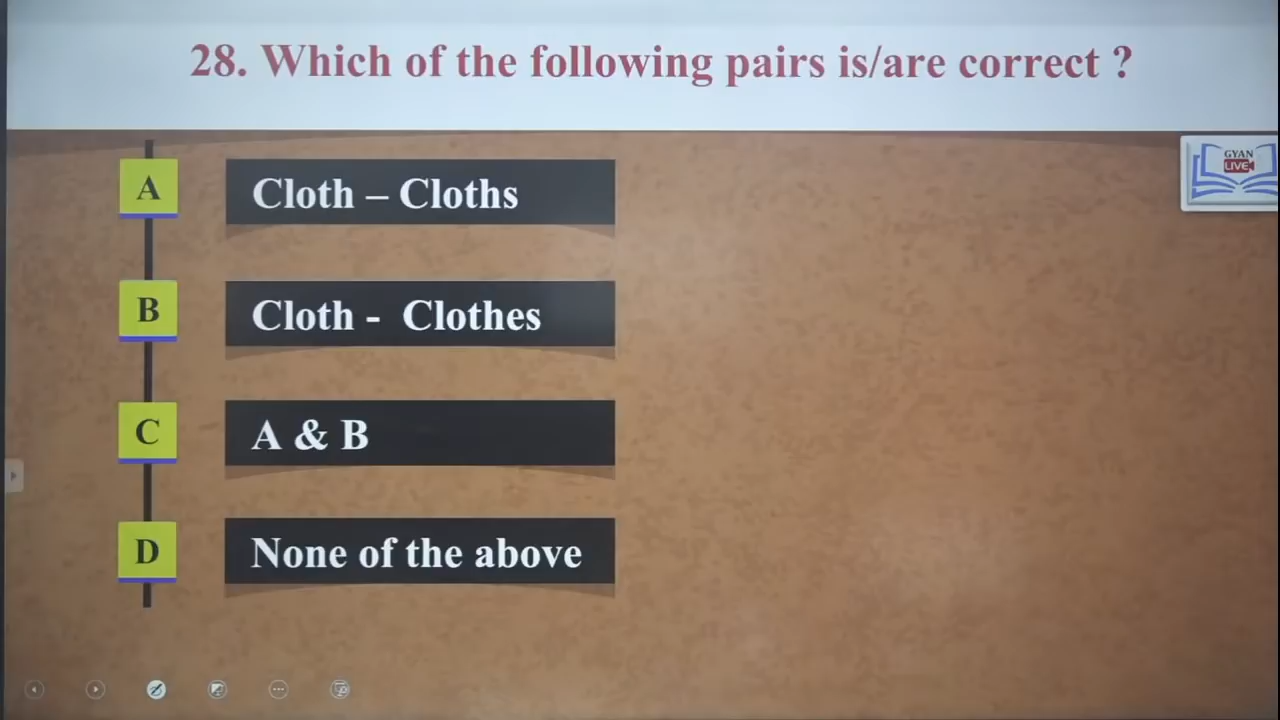 28. Which of the following pairs is/are correct ?
GYAN
LIVE
A
Cloth – Cloths
B
Cloth - Clothes
C
A & B
D
None of the above